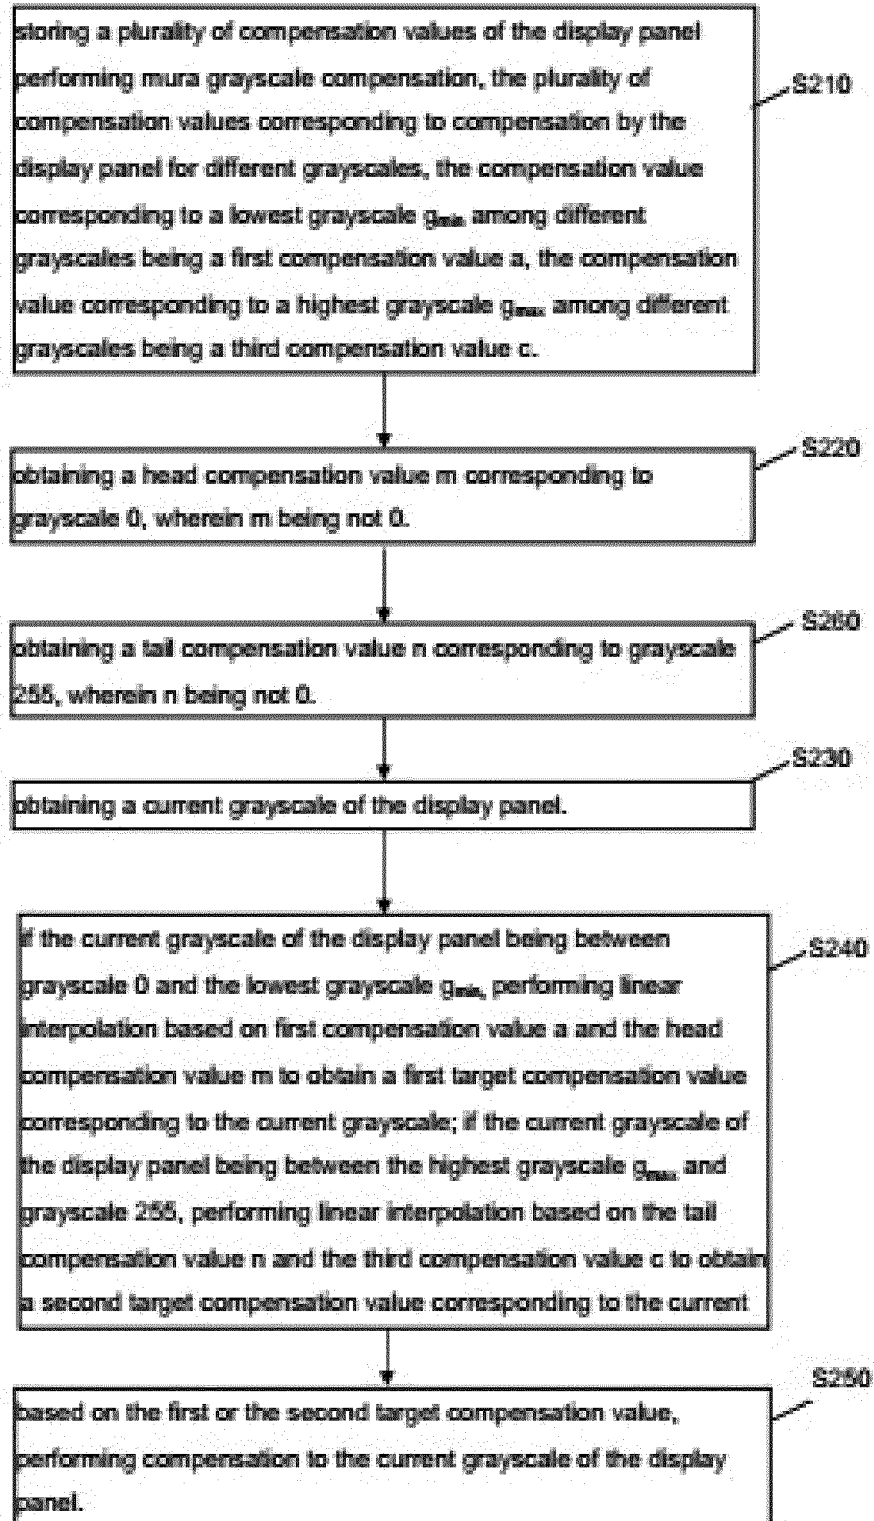 storing a plurality of compensation values of the display panel
performing mura grayscale compensation, the plurality of
compensation values corresponding to compensation by the
display panel for different grayscales, the compensation value
corresponding to a lowest grayscale gmin among different
grayscales being a first compensation value a, the compensation
value corresponding to a highest grayscale gmax among different
grayscales being a third compensation value c.
S210
obtaining a head compensation value m corresponding to
grayscale 0, wherein m being not 0.
S220
obtaining a tail compensation value n corresponding to grayscale
255, wherein n being not 0.
S260
obtaining a current grayscale of the display panel.
S230
if the current grayscale of the display panel being between
grayscale 0 and the lowest grayscale gmin, performing linear
interpolation based on first compensation value a and the head
compensation value m to obtain a first target compensation value
corresponding to the current grayscale; if the current grayscale of
the display panel being between the highest grayscale gmax and
grayscale 255, performing linear interpolation based on the tail
compensation value n and the third compensation value c to obtain
a second target compensation value corresponding to the current
S240
based on the first or the second target compensation value,
performing compensation to the current grayscale of the display
panel.
S250